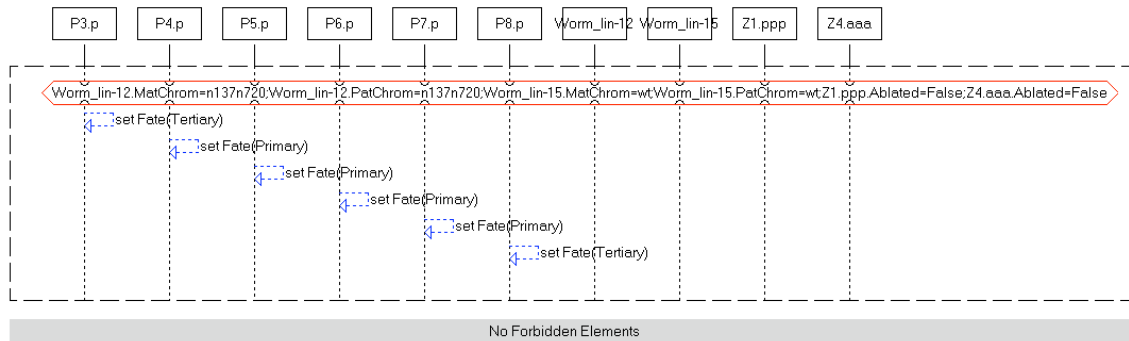 P3.p P4.p P5.p P6.p P7.p P8.p Worm_lin-12 Worm_lin-15 Z1.ppp Z4.aaa
Worm_lin-12.MatChrom=n137n720;Worm_lin-12.PatChrom=n137n720;Worm_lin-15.MatChrom=wt;Worm_lin-15.PatChrom=wt;Z1.ppp.Ablated=False;Z4.aaa.Ablated=False
set Fate(Tertiary)
set Fate(Primary)
set Fate(Primary)
set Fate(Primary)
set Fate(Primary)
set Fate(Tertiary)
No Forbidden Elements